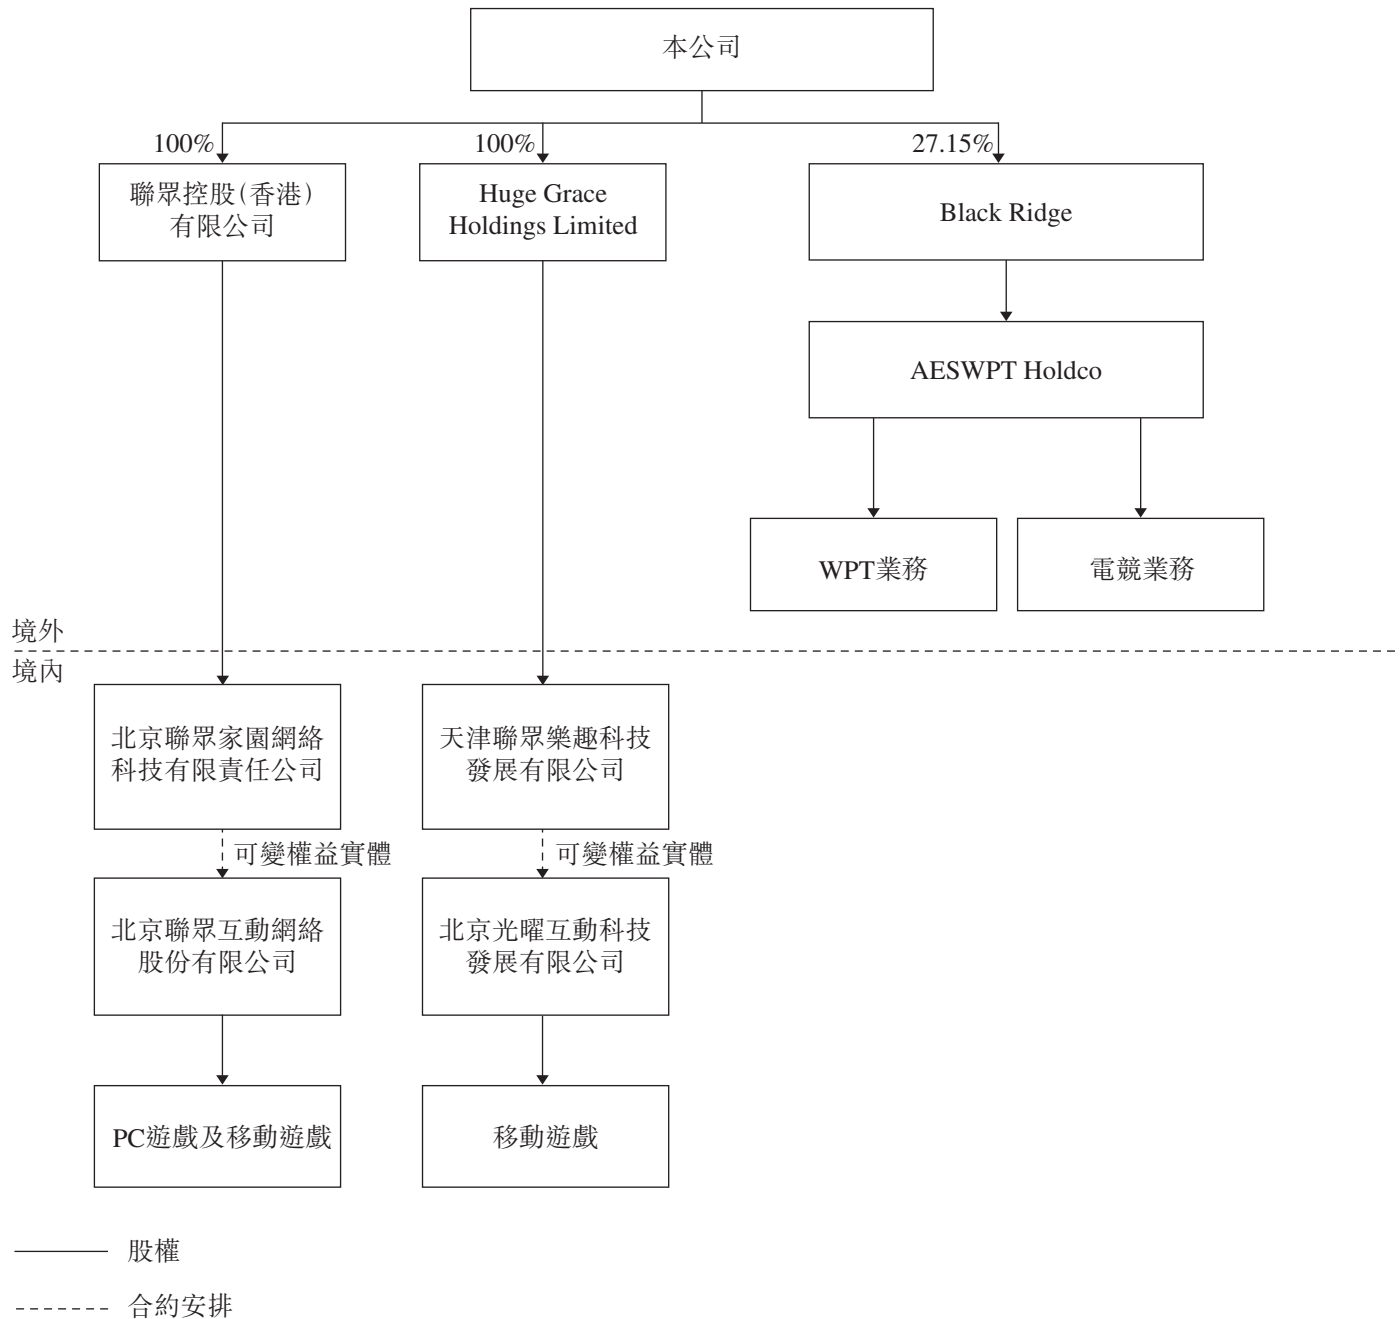 本公司
100%
100%
27.15%
聯眾控股(香港)
有限公司
Huge Grace
Holdings Limited
Black Ridge
AESWPT Holdco
WPT業務
電競業務
境外
境內
北京聯眾家園網絡
科技有限責任公司
天津聯眾樂趣科技
發展有限公司
可變權益實體
可變權益實體
北京聯眾互動網絡
股份有限公司
北京光曜互動科技
發展有限公司
PC遊戲及移動遊戲
移動遊戲
股權
合約安排